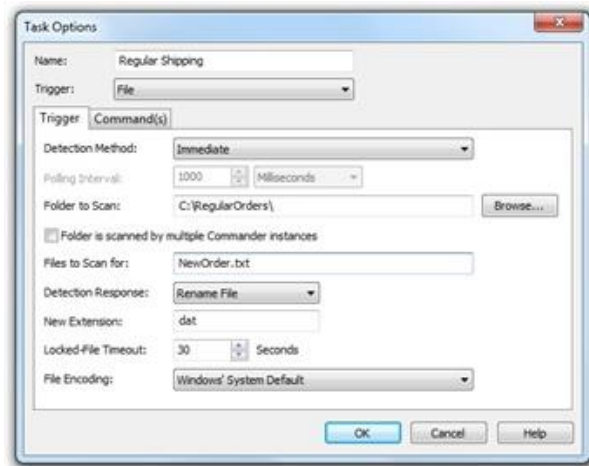 Task Options
Name: Regular Shipping
Trigger: File
Trigger Command(s)
Detection Method: Immediate
Polling Interval: 1000 Milliseconds
Folder to Scan: C:\RegularOrders\ Browse...
Folder is scanned by multiple Commander instances
Files to Scan for: NewOrder.txt
Detection Response: Rename File
New Extension: dat
Locked-File Timeout: 30 Seconds
File Encoding: Windows' System Default
OK Cancel Help